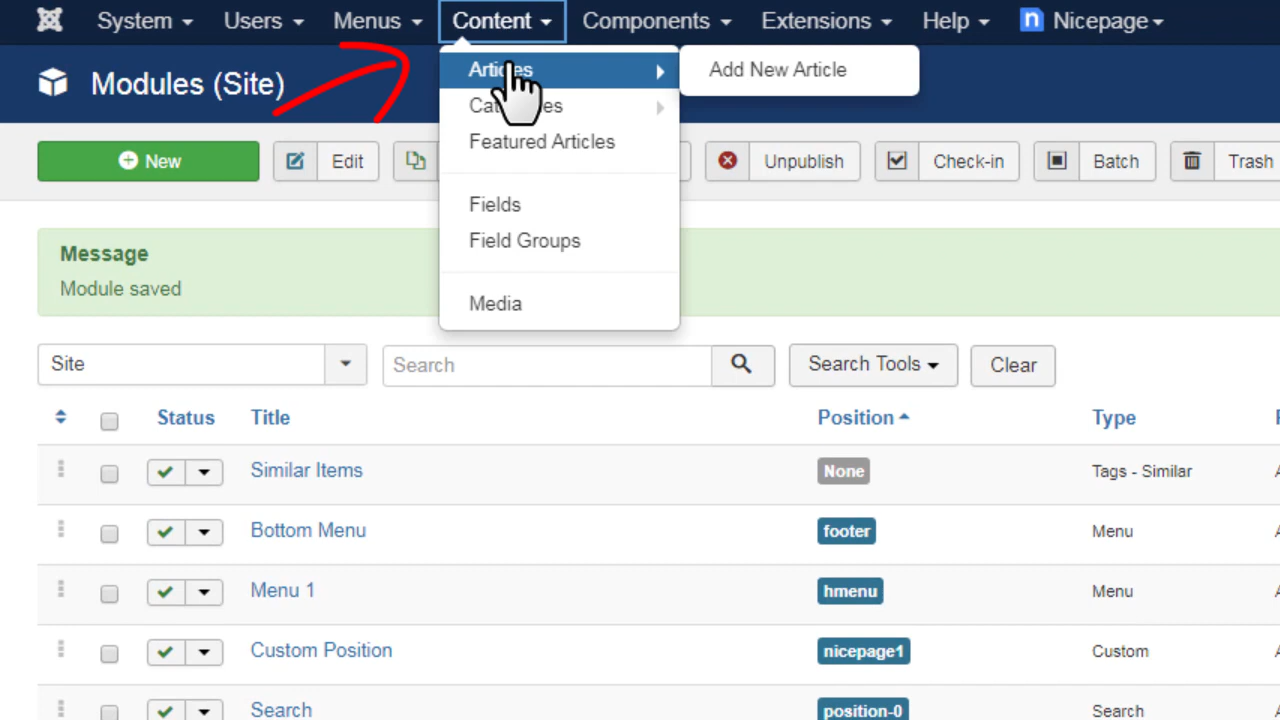 System Users Menus Content Components Extensions Help Nicepage
Modules (Site)
Articles
Add New Article
Featured Articles
Fields
Field Groups
Media
New Edit Unpublish Check-in Batch Trash
Message
Module saved
Site Search Search Tools Clear
Status Title Position Type
Similar Items None Tags - Similar
Bottom Menu footer Menu
Menu 1 hmenu Menu
Custom Position nicepage1 Custom
Search position-0 Search